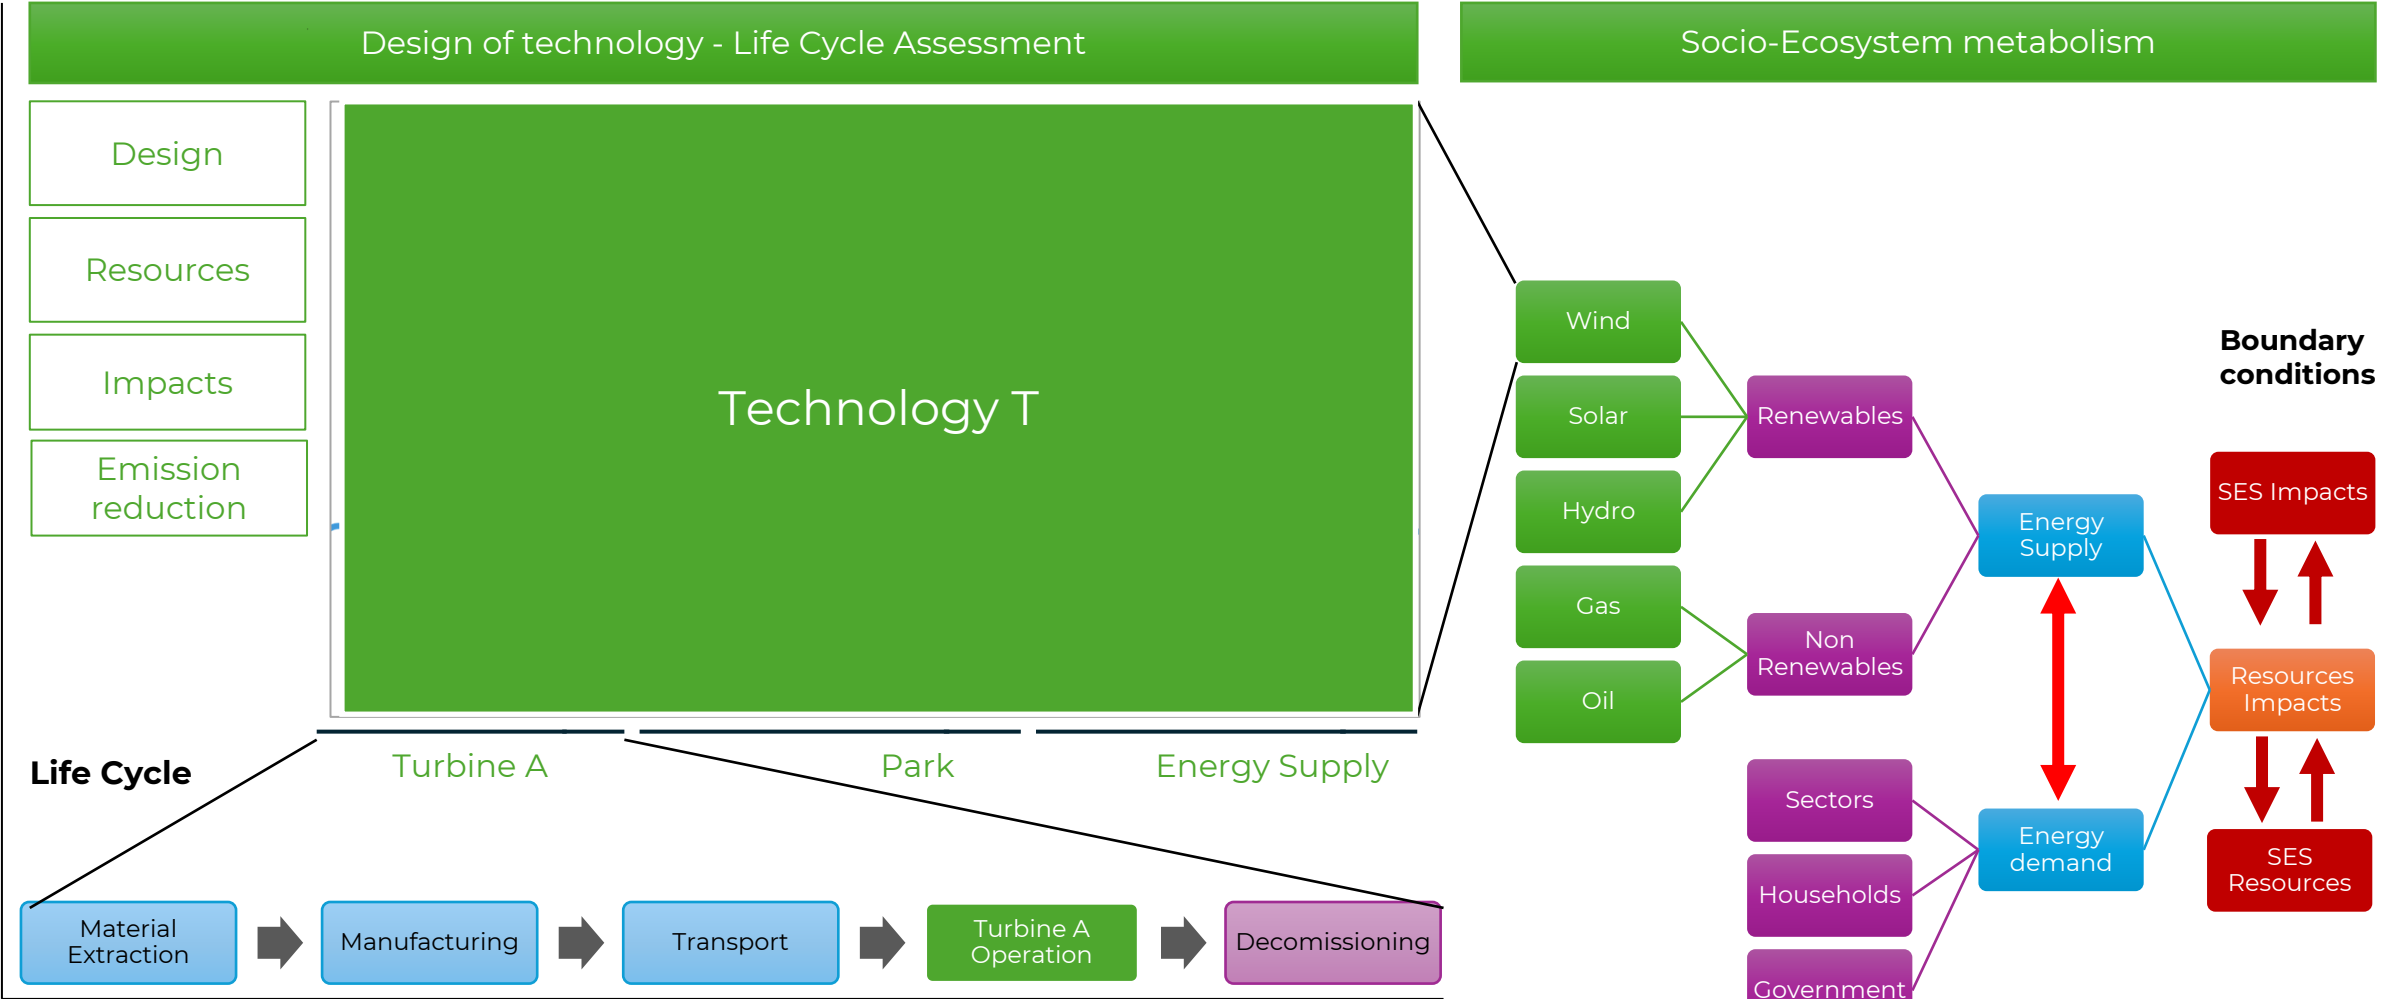 Design of technology - Life Cycle Assessment
Socio-Ecosystem metabolism
Design
Resources
Impacts
Emission
reduction
Technology T
Life Cycle
Turbine A
Park
Energy Supply
Material
Extraction
Manufacturing
Transport
Turbine A
Operation
Decomissioning
Wind
Solar
Hydro
Gas
Oil
Renewables
Non
Renewables
Sectors
Households
Government
Energy
Supply
Energy
demand
Boundary
conditions
SES Impacts
Resources
Impacts
SES
Resources